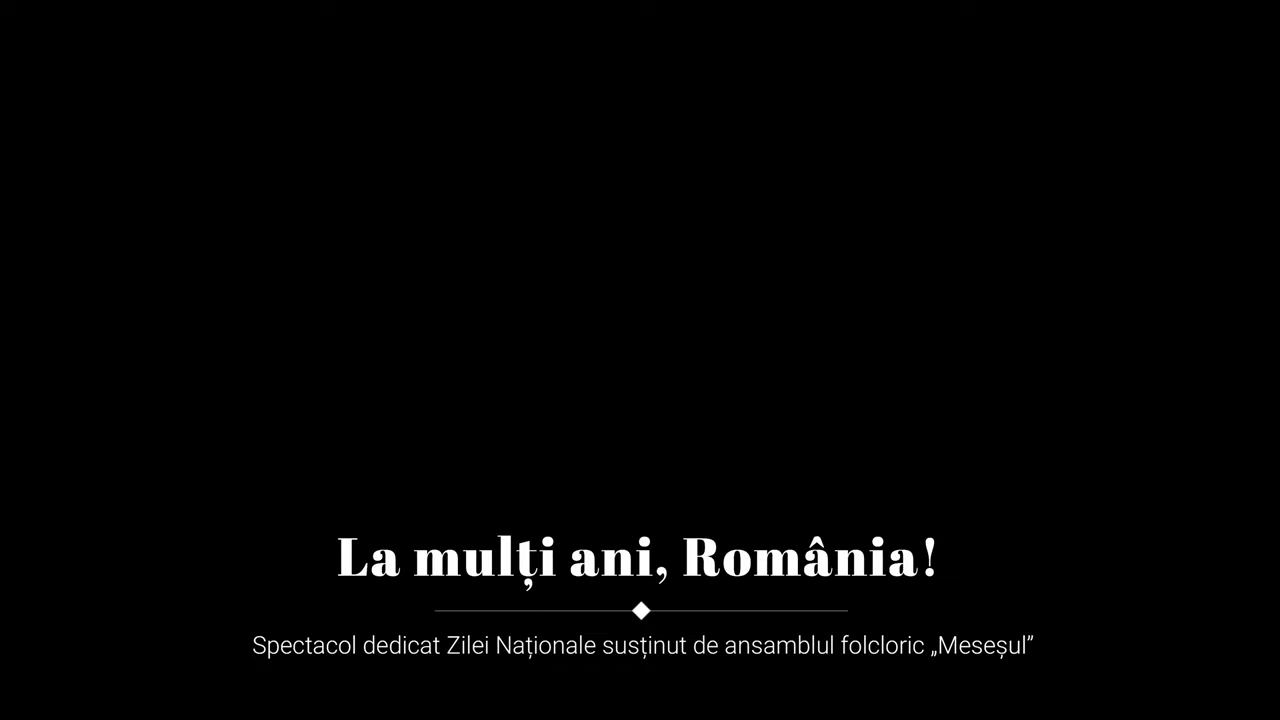 La mulți ani, România!
Spectacol dedicat Zilei Naționale susținut de ansamblul folcloric „Meseșul”